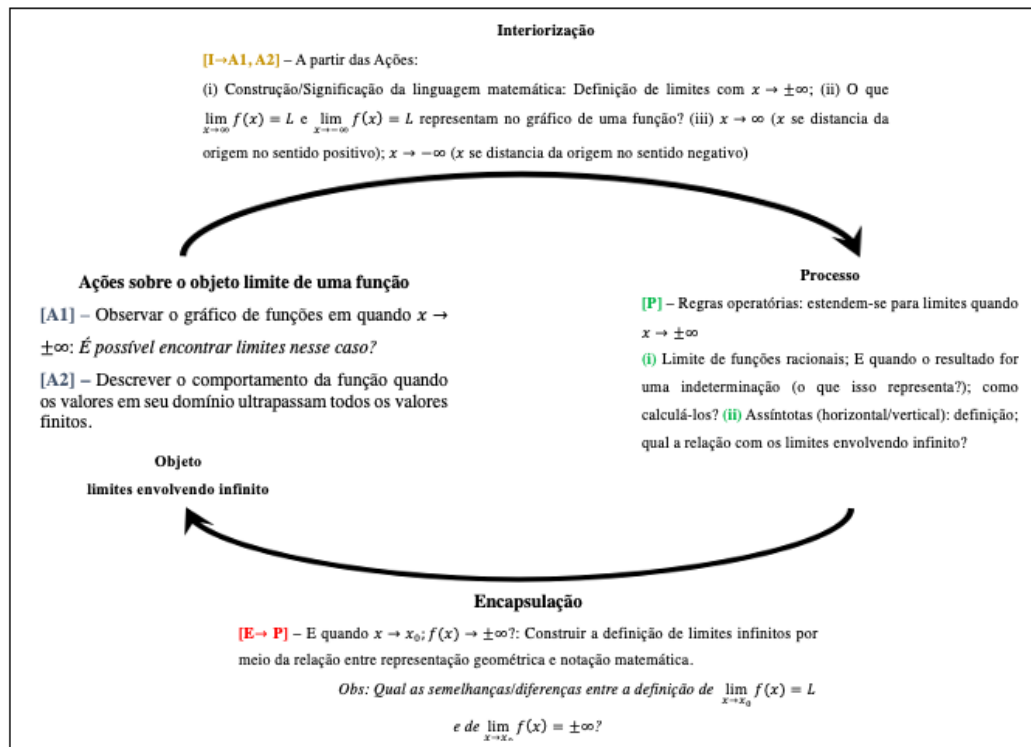 Interiorização
[I→A1, A2] – A partir das Ações:
(i) Construção/Significação da linguagem matemática: Definição de limites com x → ±∞; (ii) O que
lim x→∞ f(x) = L e lim x→−∞ f(x) = L representam no gráfico de uma função? (iii) x → ∞ (x se distancia da
origem no sentido positivo); x → −∞ (x se distancia da origem no sentido negativo)
Ações sobre o objeto limite de uma função
[A1] – Observar o gráfico de funções em quando x →
±∞: É possível encontrar limites nesse caso?
[A2] – Descrever o comportamento da função quando
os valores em seu domínio ultrapassam todos os valores
finitos.
Objeto
limites envolvendo infinito
Processo
[P] – Regras operatórias: estendem-se para limites quando
x → ±∞
(i) Limite de funções racionais; E quando o resultado for
uma indeterminação (o que isso representa?); como
calculá-los? (ii) Assíntotas (horizontal/vertical): definição;
qual a relação com os limites envolvendo infinito?
Encapsulação
[E→ P] – E quando x → x₀; f(x) → ±∞?: Construir a definição de limites infinitos por
meio da relação entre representação geométrica e notação matemática.
Obs: Qual as semelhanças/diferenças entre a definição de lim x→x₀ f(x) = L
e de lim x→x₀ f(x) = ±∞?